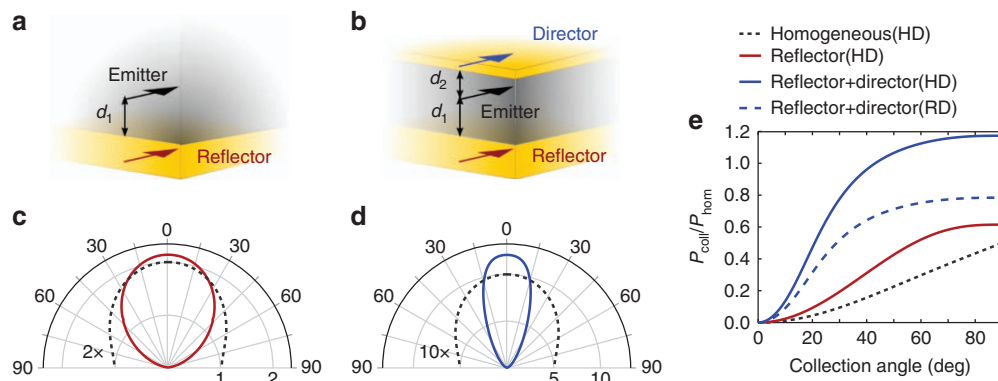 a
Emitter
d1
Reflector
b
Director
d2
Emitter
d1
Reflector
Homogeneous(HD)
Reflector(HD)
Reflector+director(HD)
Reflector+director(RD)
c
0
30
30
60
60
90
90
2×
1
2
d
0
30
30
60
60
90
90
10×
5
10
e
1.2
1.0
0.8
0.6
0.4
0.2
0.0
Pcoll/Phom
0
20
40
60
80
Collection angle (deg)